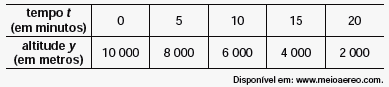 tempo t (em minutos) 0 5 10 15 20
altitude y (em metros) 10 000 8 000 6 000 4 000 2 000
Disponível em: www.meioaereo.com.